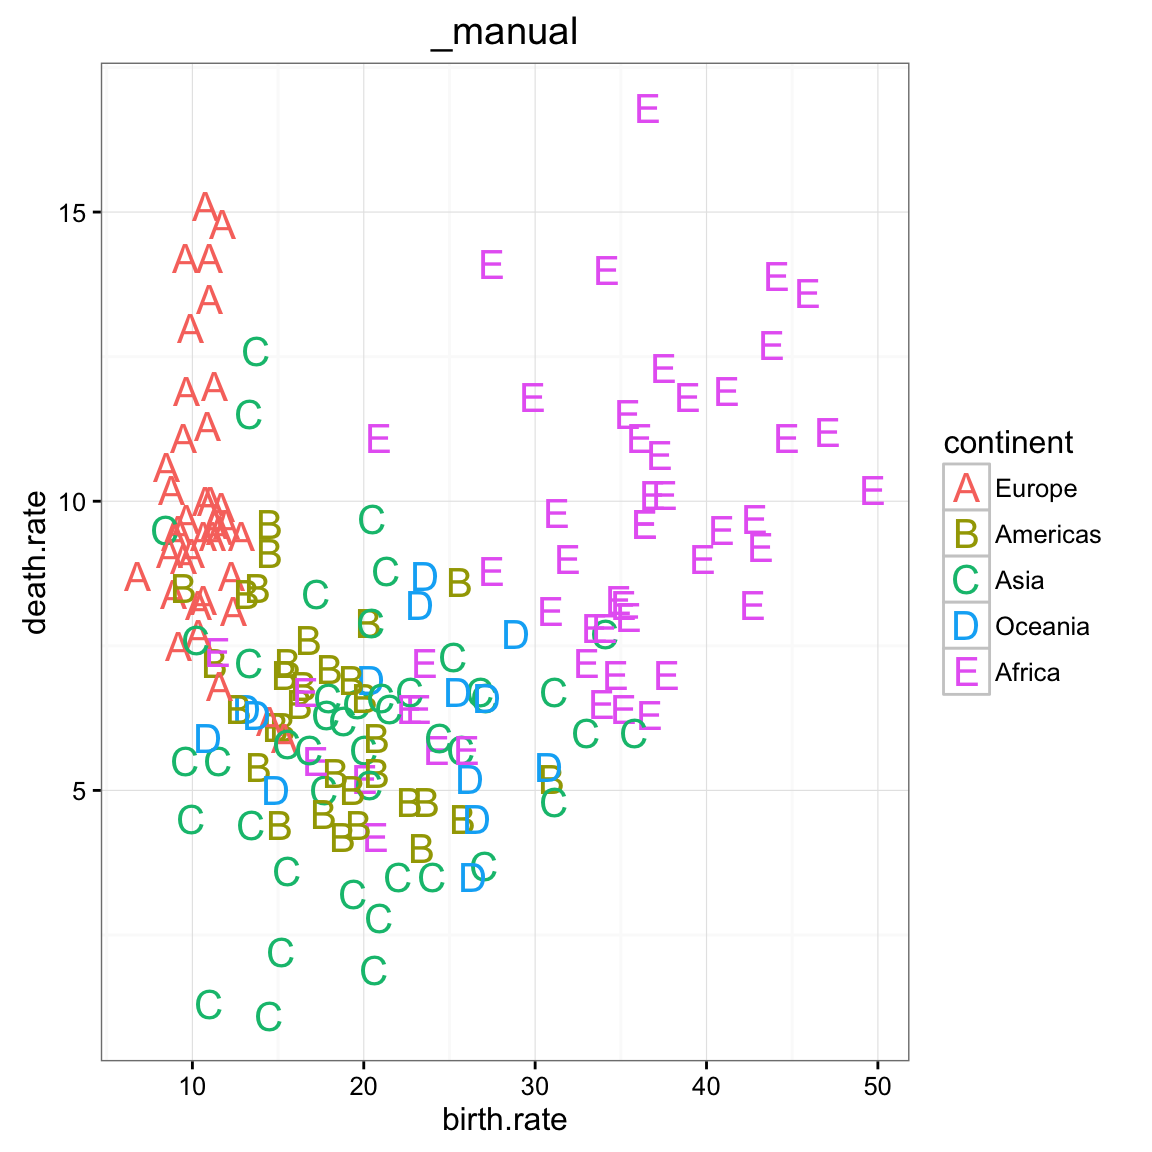 _manual
death.rate
15
10
5
10 20 30 40 50
birth.rate
continent
A Europe
B Americas
C Asia
D Oceania
E Africa